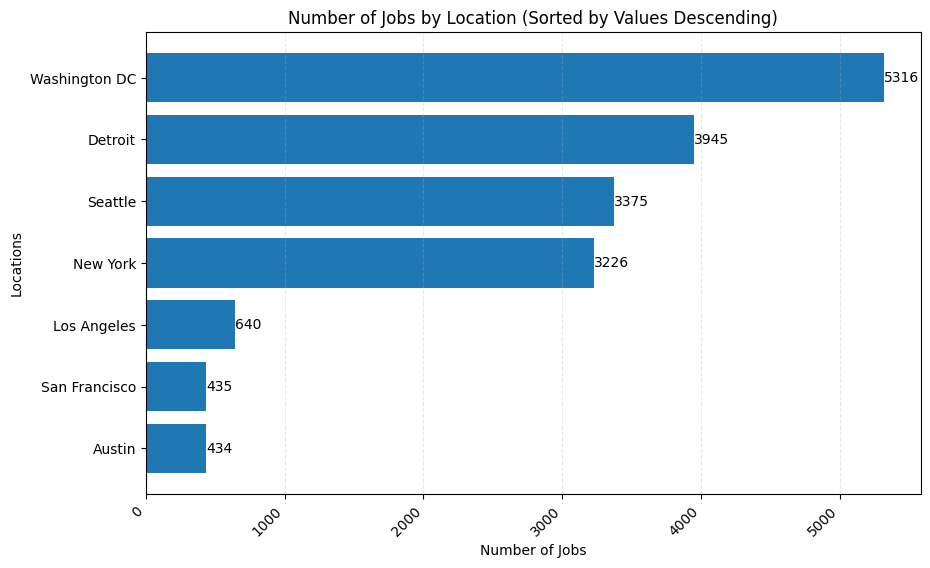 Number of Jobs by Location (Sorted by Values Descending)
Locations
Washington DC 5316
Detroit 3945
Seattle 3375
New York 3226
Los Angeles 640
San Francisco 435
Austin 434
0 1000 2000 3000 4000 5000
Number of Jobs